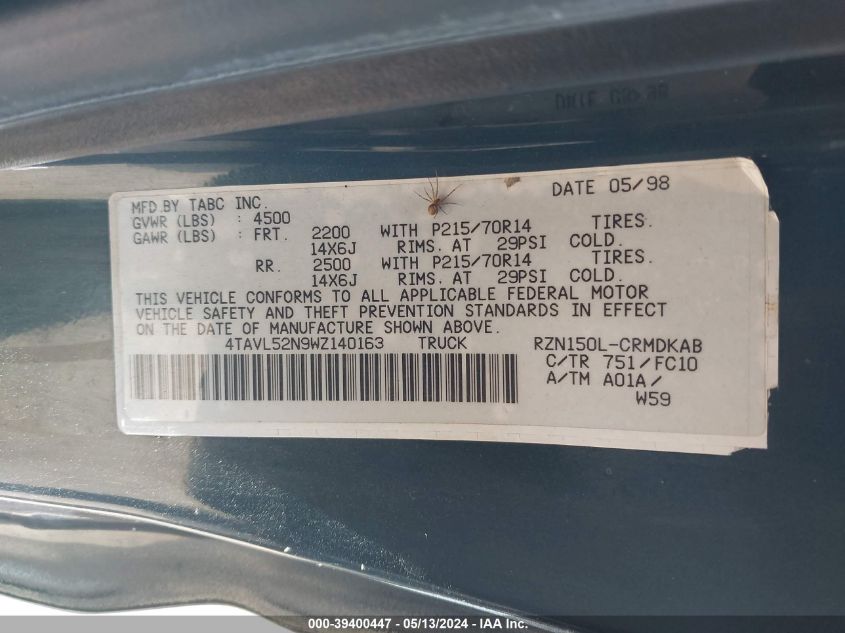 MFD.BY TABC INC. DATE 05/98
GVWR (LBS) : 4500
GAWR (LBS) : FRT. 2200 WITH P215/70R14 TIRES.
14X6J RIMS. AT 29PSI COLD.
RR. 2500 WITH P215/70R14 TIRES.
14X6J RIMS. AT 29PSI COLD.
THIS VEHICLE CONFORMS TO ALL APPLICABLE FEDERAL MOTOR
VEHICLE SAFETY AND THEFT PREVENTION STANDARDS IN EFFECT
ON THE DATE OF MANUFACTURE SHOWN ABOVE.
4TAVL52N9WZ140163 TRUCK RZN150L-CRMDKAB
C/TR 751/FC10
A/TM A01A/
W59
000-39400447 - 05/13/2024 - IAA Inc.